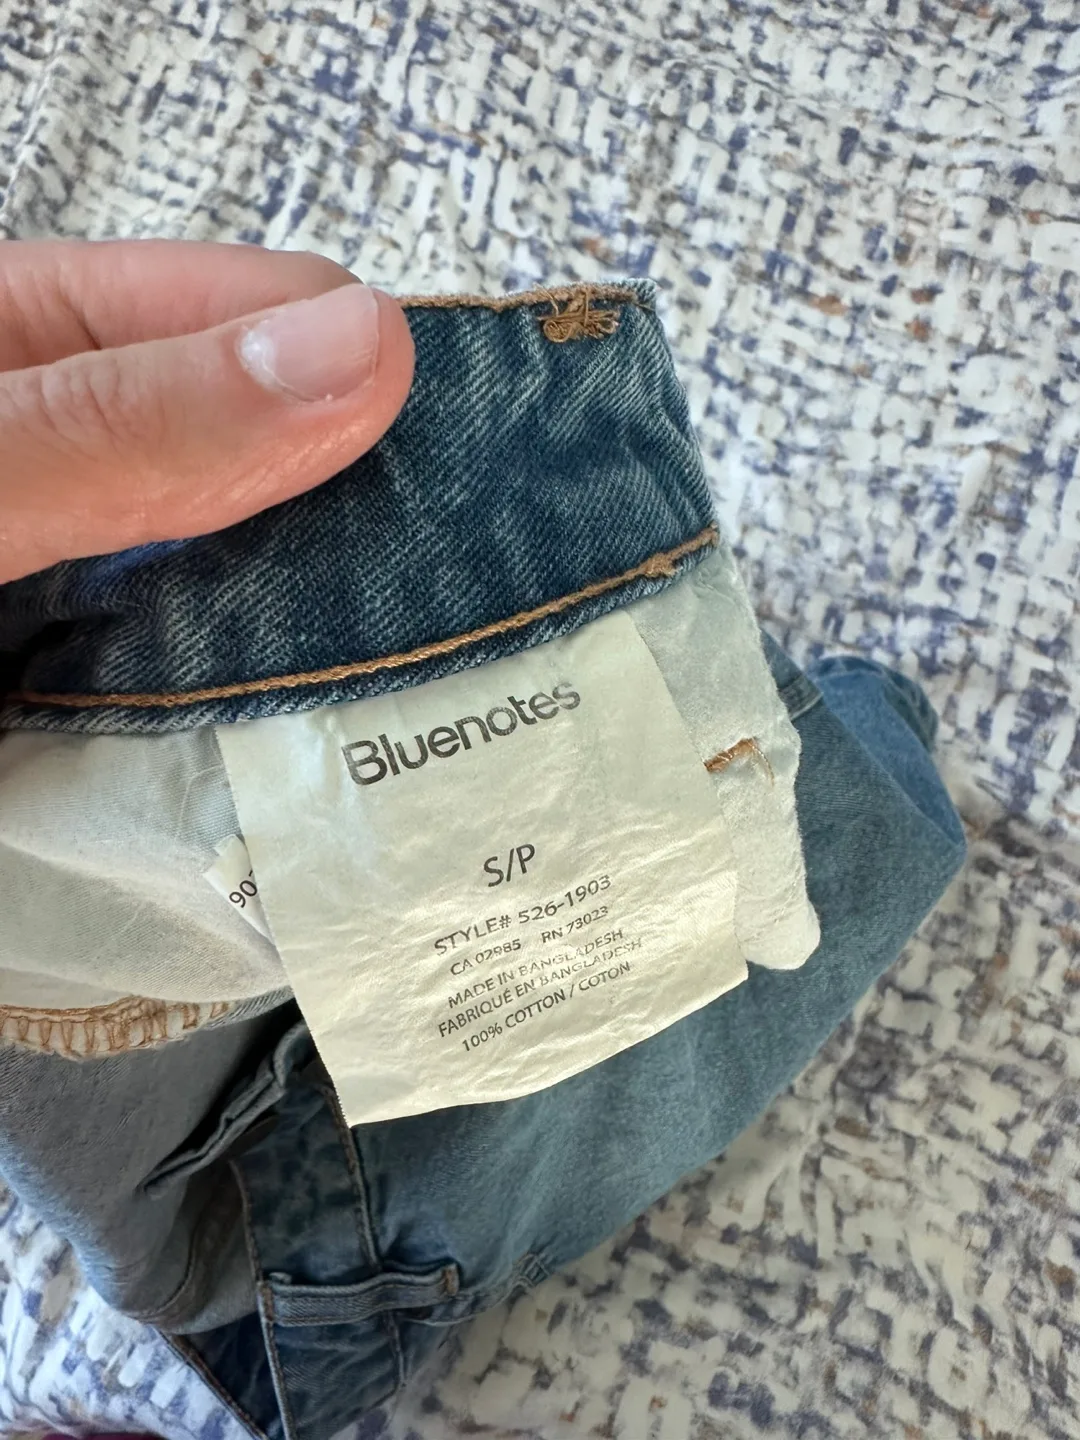 Bluenotes
S/P
STYLE# 526-1903
CA 02985 RN 73023
MADE IN BANGLADESH
FABRIQUÉ EN BANGLADESH
100% COTTON / COTON